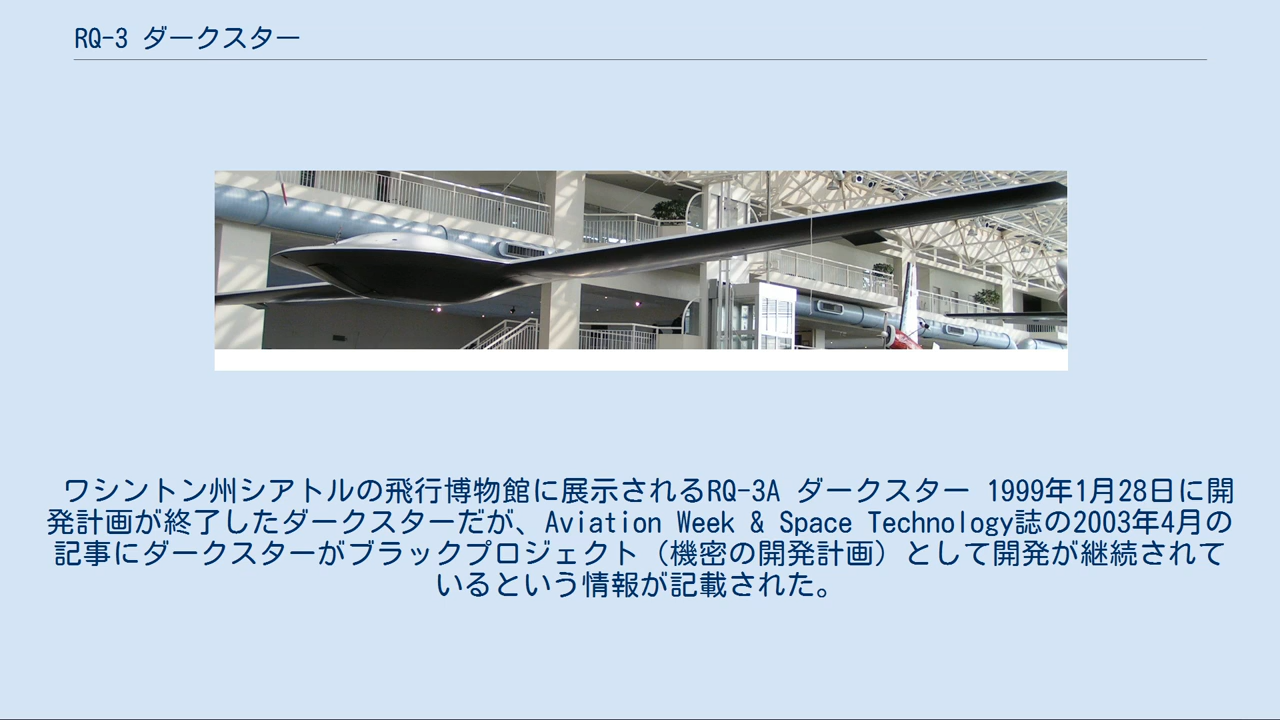 RQ-3 ダークスター
ワシントン州シアトルの飛行博物館に展示されるRQ-3A ダークスター 1999年1月28日に開
発計画が終了したダークスターだが、Aviation Week & Space Technology誌の2003年4月の
記事にダークスターがブラックプロジェクト（機密の開発計画）として開発が継続されて
いるという情報が記載された。